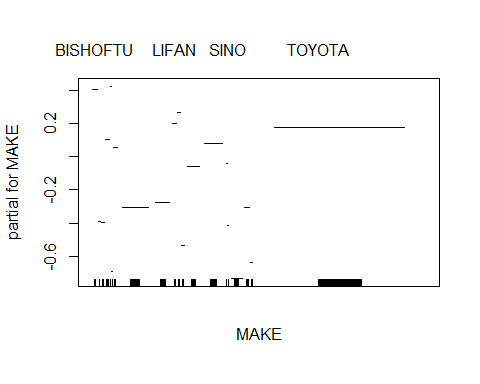 BISHOFTU LIFAN SINO TOYOTA
partial for MAKE
0.2
-0.2
-0.6
MAKE